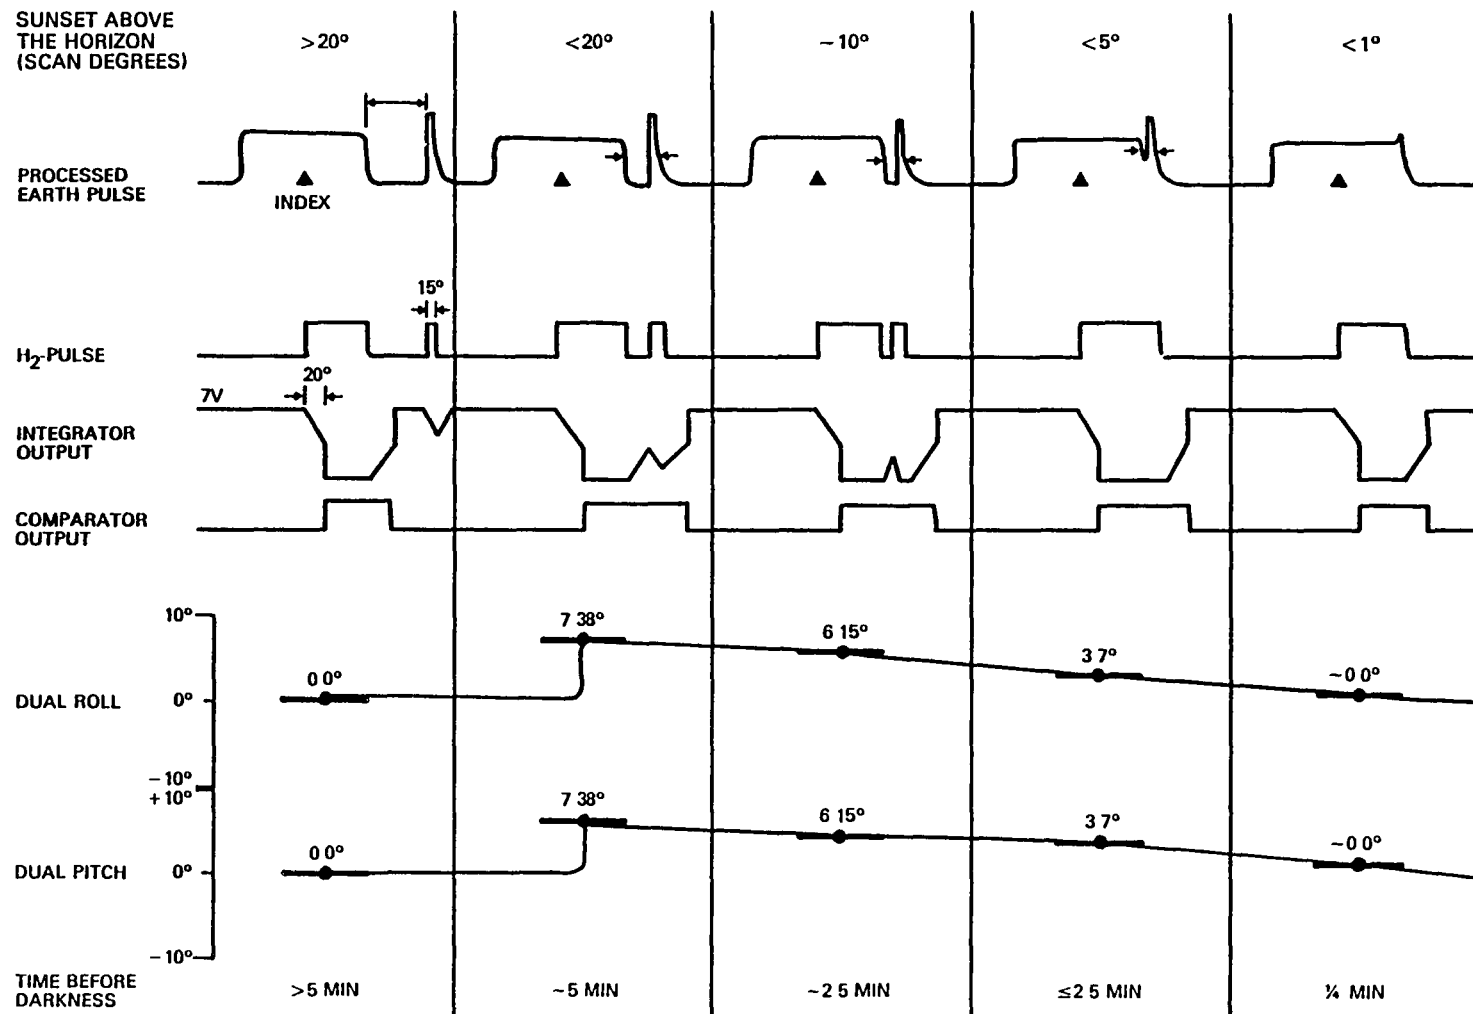 SUNSET ABOVE
THE HORIZON
(SCAN DEGREES)
>20°
<20°
~10°
<5°
<1°
PROCESSED
EARTH PULSE
INDEX
15°
H2-PULSE
20°
7V
INTEGRATOR
OUTPUT
COMPARATOR
OUTPUT
10°
0°
-10°
DUAL ROLL
0 0°
7 38°
6 15°
3 7°
~0 0°
+10°
0°
-10°
DUAL PITCH
0 0°
7 38°
6 15°
3 7°
~0 0°
TIME BEFORE
DARKNESS
>5 MIN
~5 MIN
~2 5 MIN
≤2 5 MIN
¼ MIN